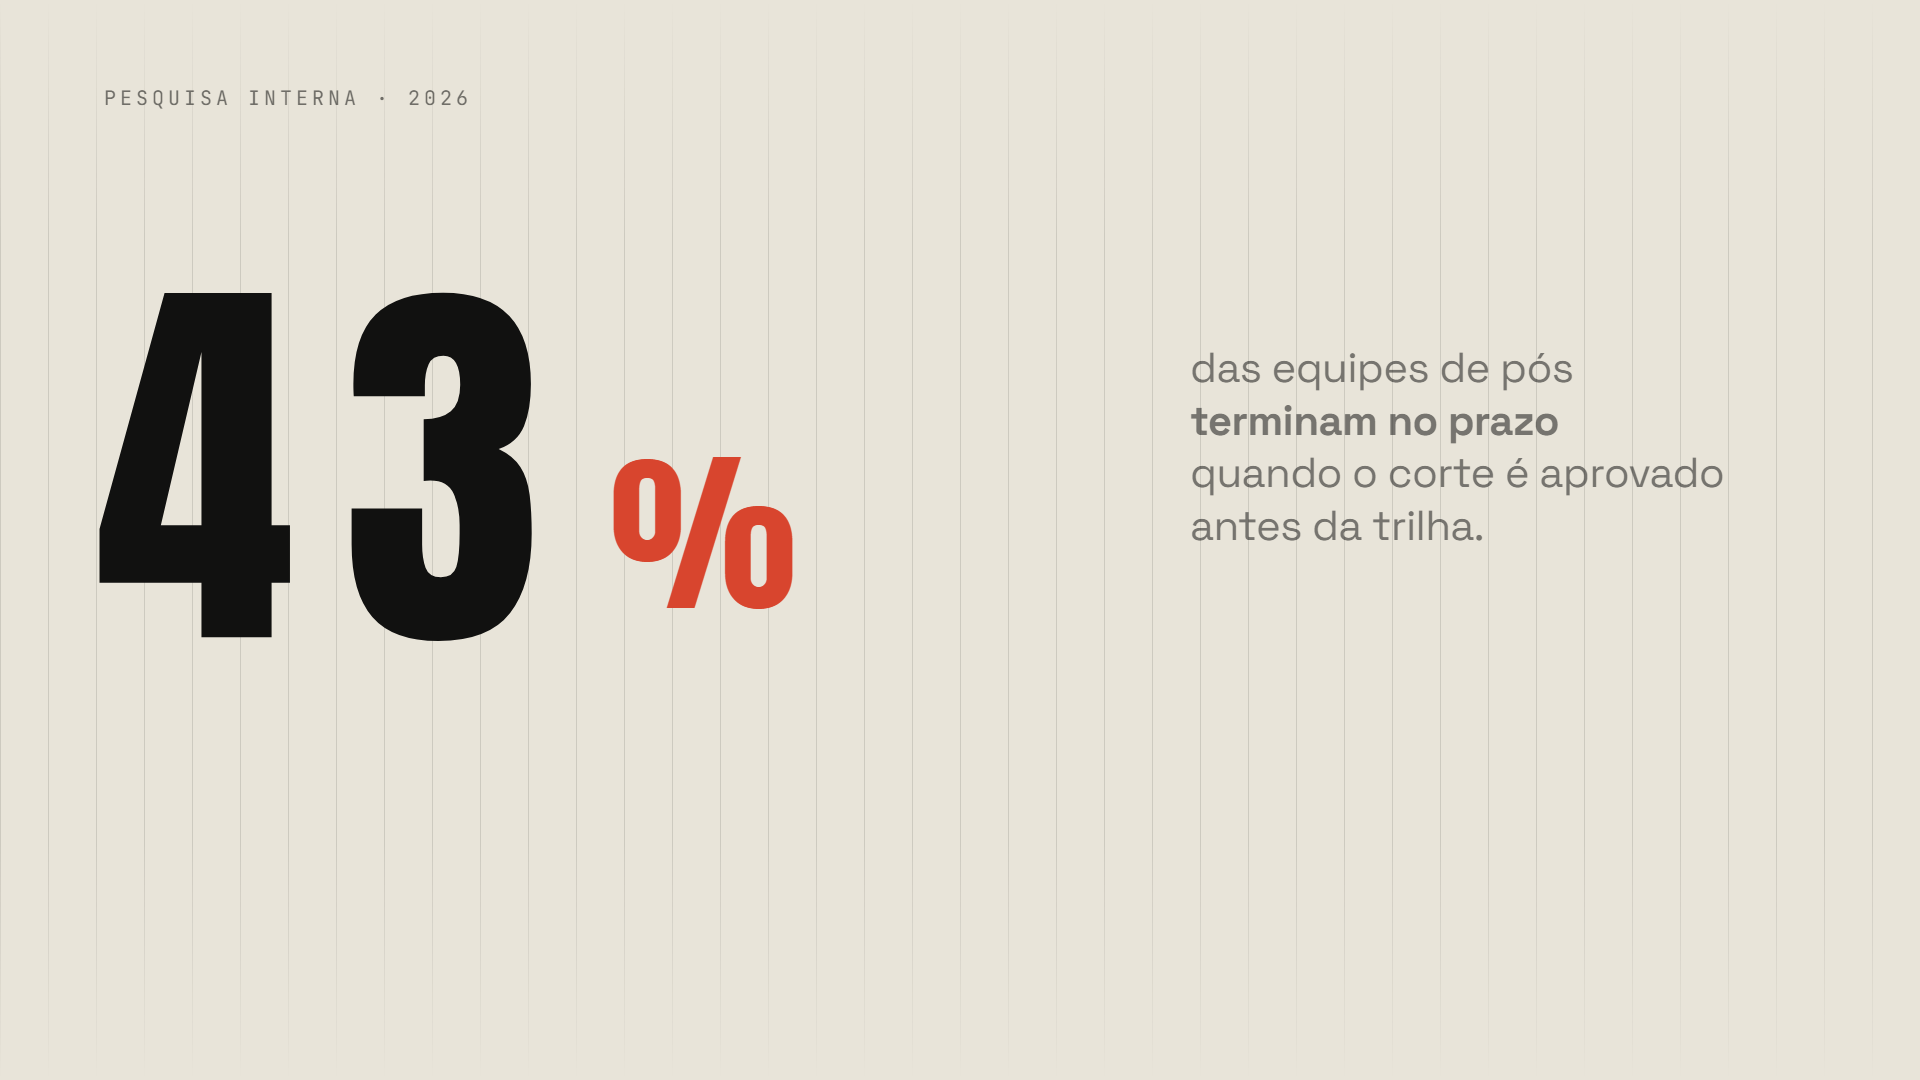 PESQUISA INTERNA · 2026
43%
das equipes de pós
terminam no prazo
quando o corte é aprovado
antes da trilha.